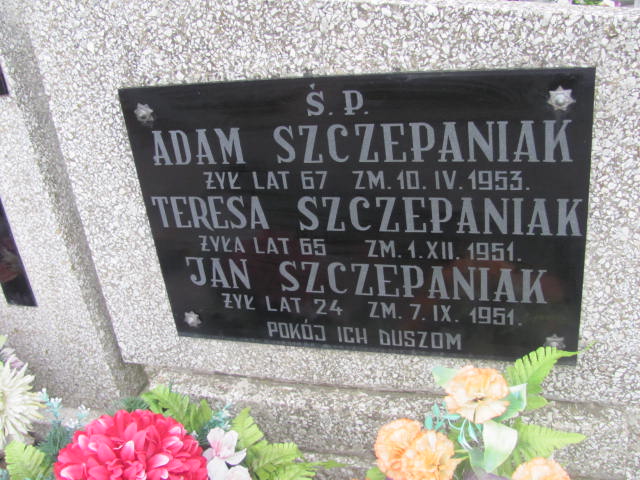 Ś. P.
ADAM SZCZEPANIAK
ŻYŁ LAT 67 ZM. 10. IV. 1953.
TERESA SZCZEPANIAK
ŻYŁA LAT 65 ZM. 1. XII. 1951.
JAN SZCZEPANIAK
ŻYŁ LAT 24 ZM. 7. IX. 1951.
POKÓJ ICH DUSZOM